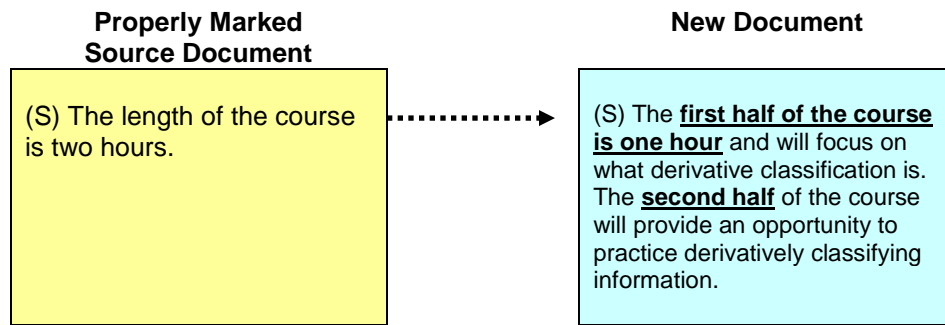 Properly Marked
Source Document
(S) The length of the course
is two hours.
New Document
(S) The first half of the course
is one hour and will focus on
what derivative classification is.
The second half of the course
will provide an opportunity to
practice derivatively classifying
information.